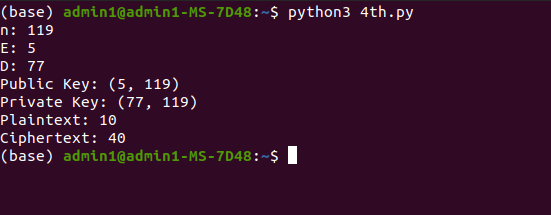 (base) admin1@admin1-MS-7D48:~$ python3 4th.py
n: 119
E: 5
D: 77
Public Key: (5, 119)
Private Key: (77, 119)
Plaintext: 10
Ciphertext: 40
(base) admin1@admin1-MS-7D48:~$